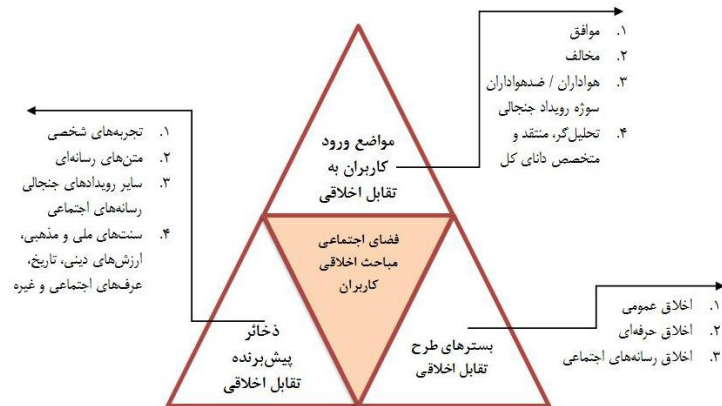 ۱. موافق
۲. مخالف
۳. هواداران / ضدهواداران
سوژه رویداد جنجالی
۴. تحلیل‌گر، منتقد و
متخصص دانای کل
مواضع ورود
کاربران به
تقابل اخلاقی
۱. تجربه‌های شخصی
۲. متن‌های رسانه‌ای
۳. سایر رویدادهای جنجالی
رسانه‌های اجتماعی
۴. سنت‌های ملی و مذهبی،
ارزش‌های دینی، تاریخ،
عرف‌های اجتماعی و غیره
فضای اجتماعی
مباحث اخلاقی
کاربران
ذخائر
پیش‌برنده
تقابل اخلاقی
بسترهای طرح
تقابل اخلاقی
۱. اخلاق عمومی
۲. اخلاق حرفه‌ای
۳. اخلاق رسانه‌های اجتماعی